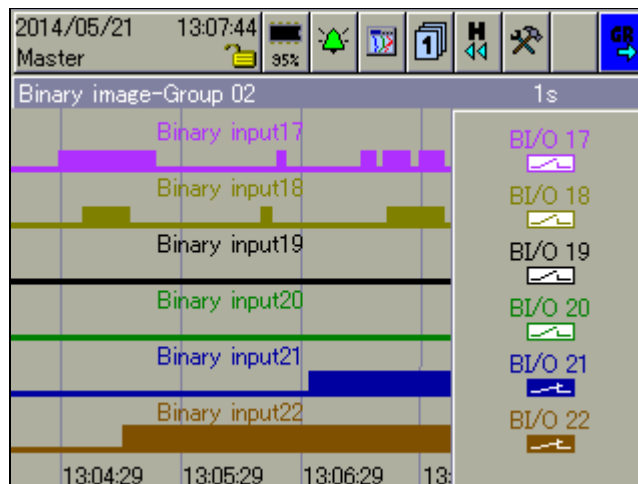 2014/05/21 13:07:44
Master 95% 1 H GR
Binary image-Group 02 1s
Binary input17 BI/O 17
Binary input18 BI/O 18
Binary input19 BI/O 19
Binary input20 BI/O 20
Binary input21 BI/O 21
Binary input22 BI/O 22
13:04:29 13:05:29 13:06:29 13: